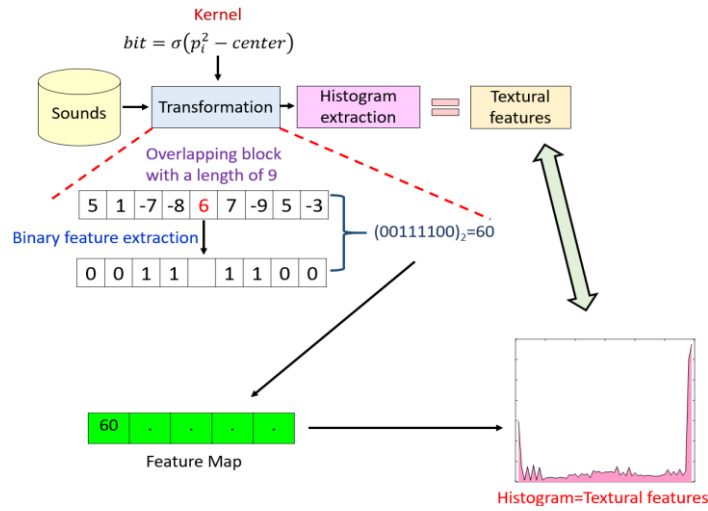 Kernel
bit = σ(p_i^2 − center)
Sounds
Transformation
Histogram
extraction
=
Textural
features
Overlapping block
with a length of 9
5 1 -7 -8 6 7 -9 5 -3
Binary feature extraction
(00111100)₂=60
0 0 1 1 1 1 0 0
60 . . . .
Feature Map
Histogram=Textural features